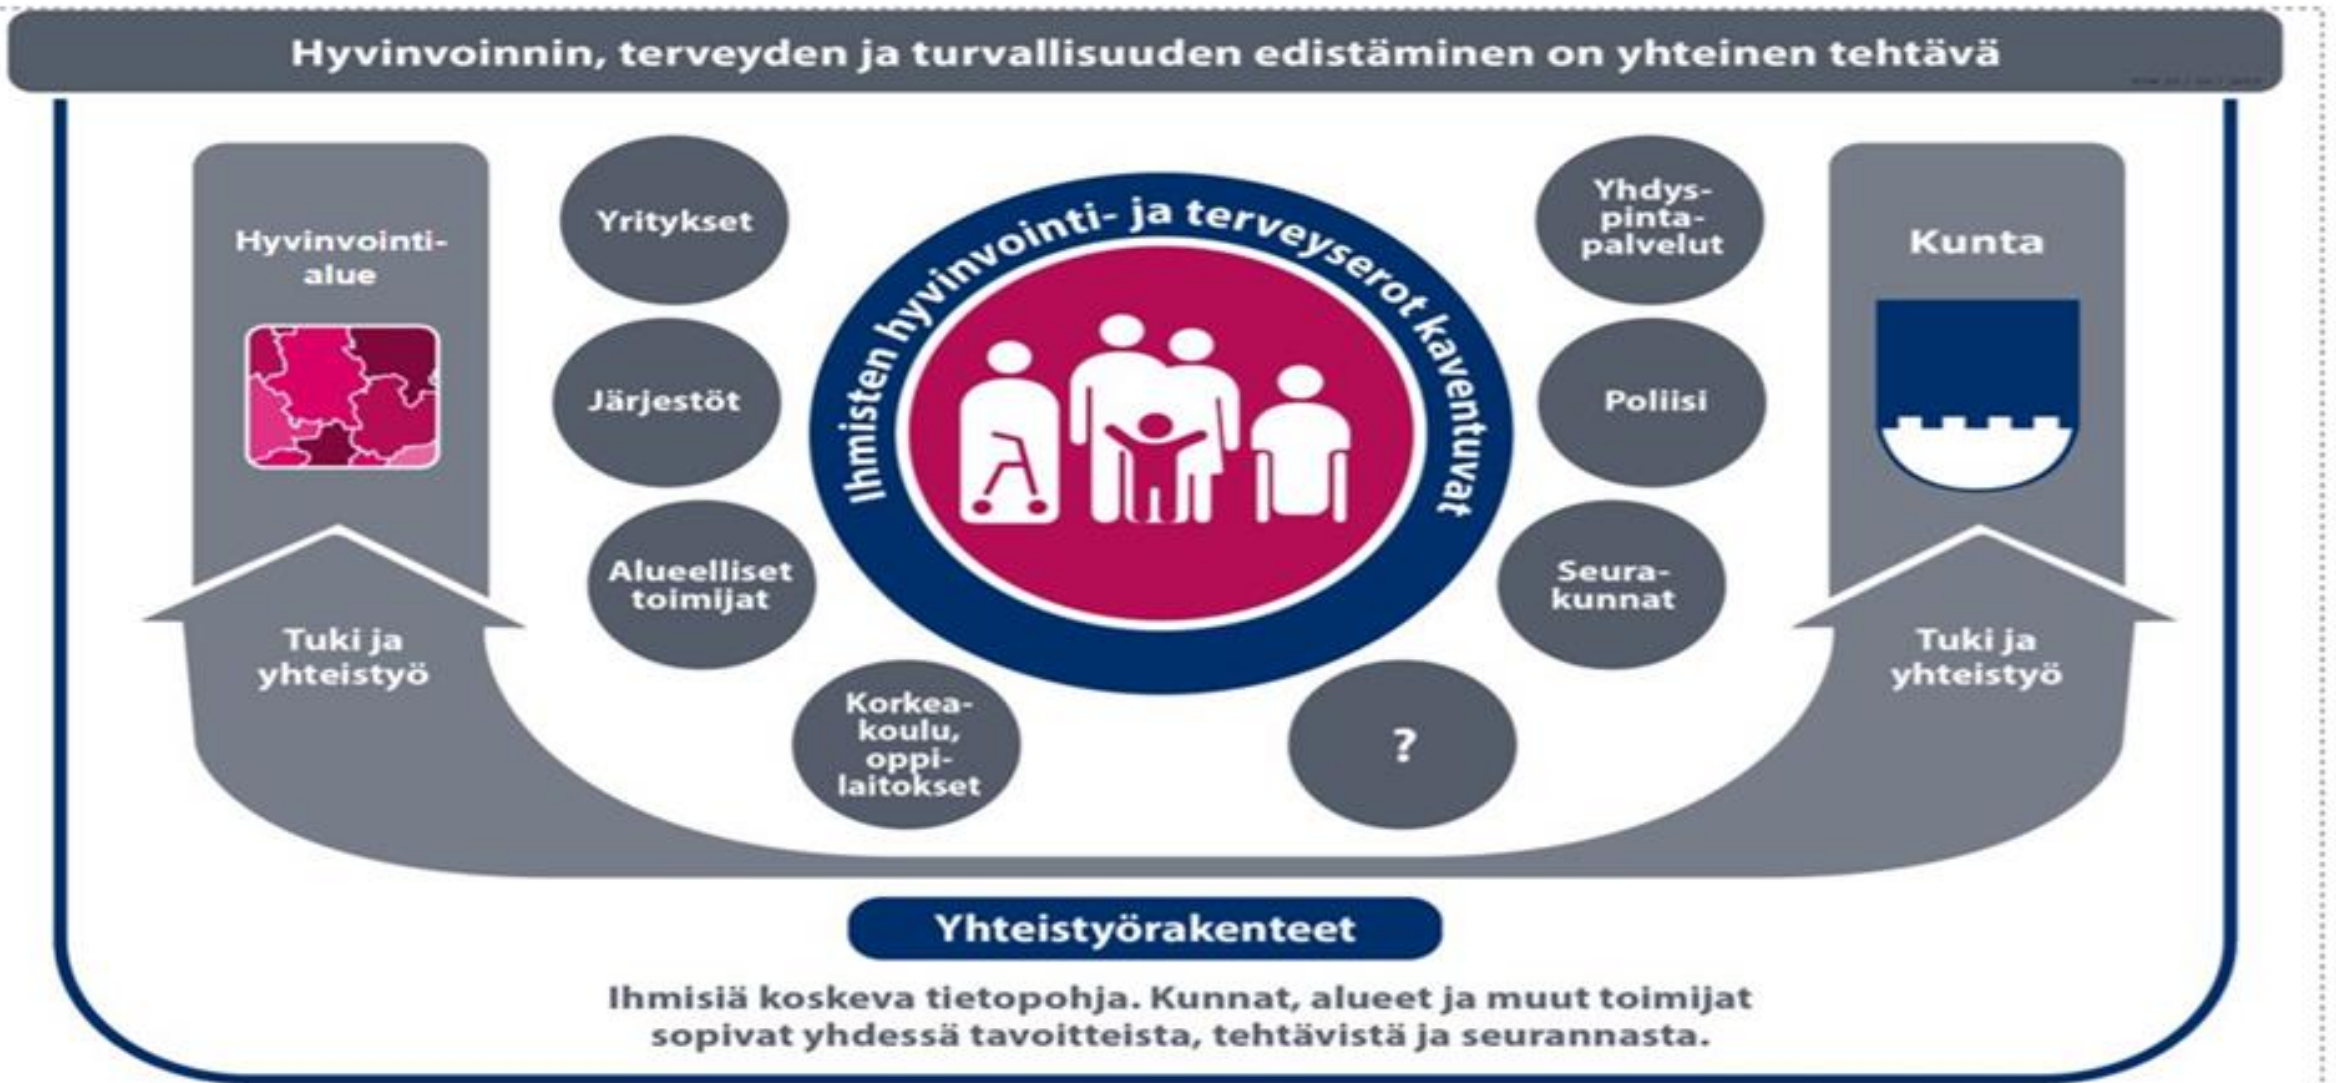 Hyvinvoinnin, terveyden ja turvallisuuden edistäminen on yhteinen tehtävä
Hyvinvointi-
alue
Tuki ja
yhteistyö
Yritykset
Järjestöt
Alueelliset
toimijat
Korkea-
koulu,
oppi-
laitokset
Ihmisten hyvinvointi- ja terveyserot kaventuvat
Yhdys-
pinta-
palvelut
Poliisi
Seura-
kunnat
?
Kunta
Tuki ja
yhteistyö
Yhteistyörakenteet
Ihmisiä koskeva tietopohja. Kunnat, alueet ja muut toimijat
sopivat yhdessä tavoitteista, tehtävistä ja seurannasta.